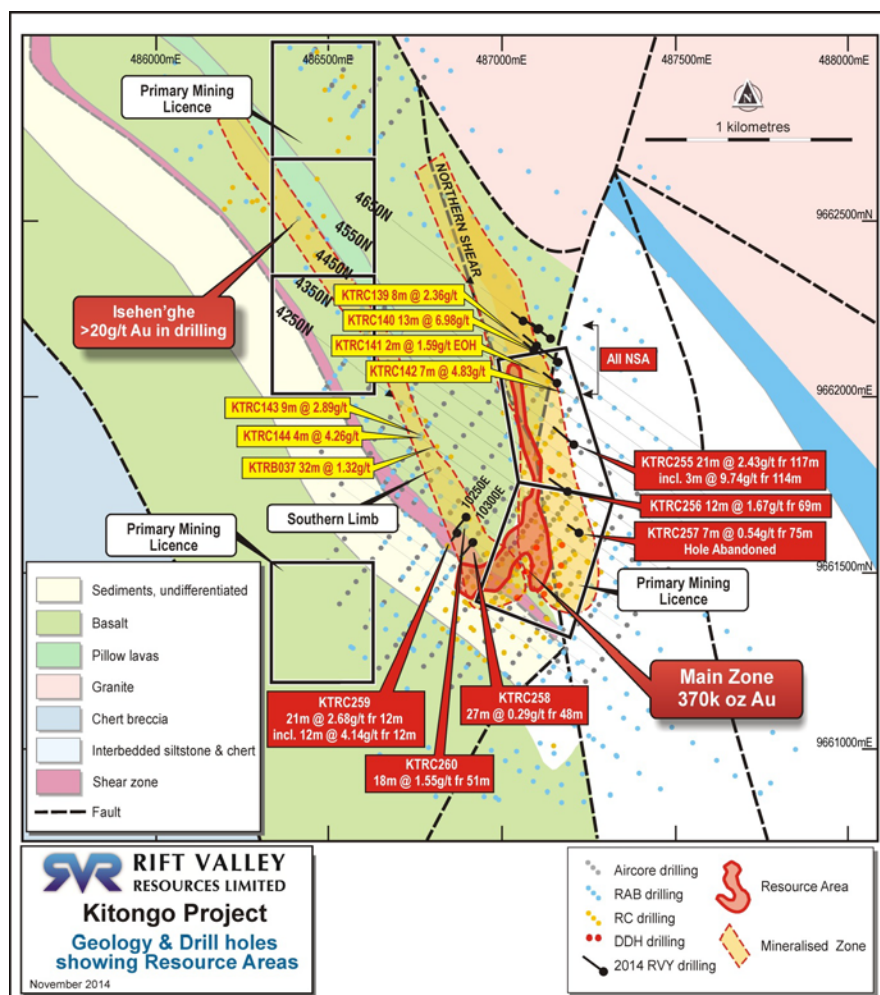 486000mE
486500mE
487000mE
487500mE
488000mE
Primary Mining
Licence
N
1 kilometres
NORTHERN SHEAR
4650N
4550N
4450N
4350N
4250N
9662500mN
Isehen'ghe
>20g/t Au in drilling
KTRC139 8m @ 2.36g/t
KTRC140 13m @ 6.98g/t
KTRC141 2m @ 1.59g/t EOH
KTRC142 7m @ 4.83g/t
All NSA
9662000mN
KTRC143 9m @ 2.89g/t
KTRC144 4m @ 4.26g/t
KTRB037 32m @ 1.32g/t
KTRC255 21m @ 2.43g/t fr 117m
incl. 3m @ 9.74g/t fr 114m
KTRC256 12m @ 1.67g/t fr 69m
KTRC257 7m @ 0.54g/t fr 75m
Hole Abandoned
10250E
10300E
Southern Limb
Primary Mining
Licence
9661500mN
Primary Mining
Licence
Main Zone
370k oz Au
KTRC259
21m @ 2.68g/t fr 12m
incl. 12m @ 4.14g/t fr 12m
KTRC258
27m @ 0.29g/t fr 48m
KTRC260
18m @ 1.55g/t fr 51m
9661000mN
Sediments, undifferentiated
Basalt
Pillow lavas
Granite
Chert breccia
Interbedded siltstone & chert
Shear zone
Fault
SVR RIFT VALLEY
RESOURCES LIMITED
Kitongo Project
Geology & Drill holes
showing Resource Areas
November 2014
Aircore drilling
RAB drilling
RC drilling
DDH drilling
2014 RVY drilling
Resource Area
Mineralised Zone